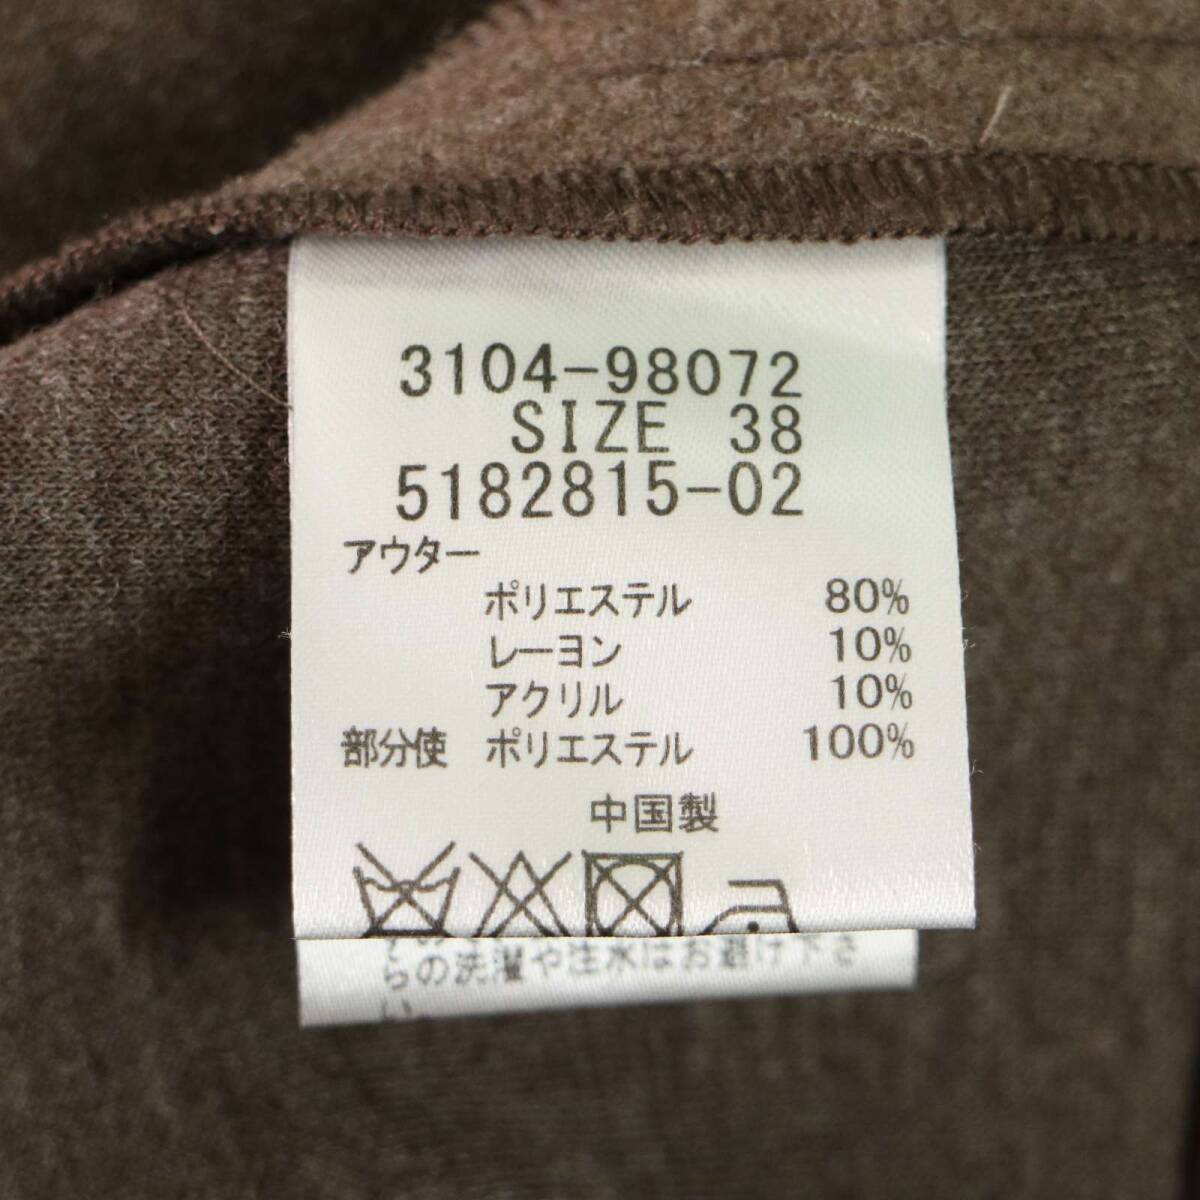 3104-98072
SIZE 38
5182815-02
アウター
ポリエステル 80%
レーヨン 10%
アクリル 10%
部分使 ポリエステル 100%
中国製
らの洗濯や注水はお避け下さ
い。